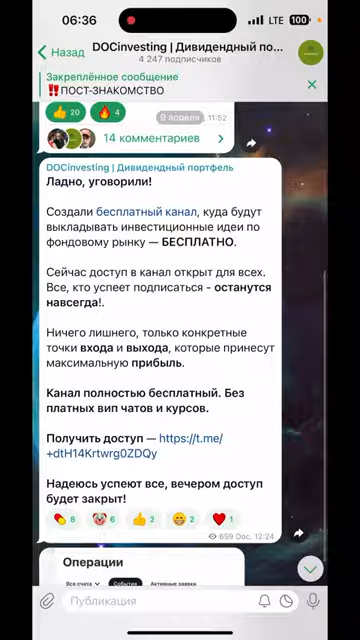 06:36
LTE 100
Назад
DOCinvesting | Дивидендный по...
4 247 подписчиков
Закреплённое сообщение
‼️ПОСТ-ЗНАКОМСТВО
👍 20 🔥 4
9 апреля
11:52
14 комментариев
DOCinvesting | Дивидендный портфель
Ладно, уговорили!
Создали бесплатный канал, куда будут
выкладывать инвестиционные идеи по
фондовому рынку — БЕСПЛАТНО.
Сейчас доступ в канал открыт для всех.
Все, кто успеет подписаться - останутся
навсегда!.
Ничего лишнего, только конкретные
точки входа и выхода, которые принесут
максимальную прибыль.
Канал полностью бесплатный. Без
платных вип чатов и курсов.
Получить доступ — https://t.me/
+dtH14Krtwrg0ZDQy
Надеюсь успеют все, вечером доступ
будет закрыт!
💊 8 🤡 6 👍 2 😁 2 ❤️ 1
659 Doc, 12:24
Операции
Все счета События Активные заявки
Публикация